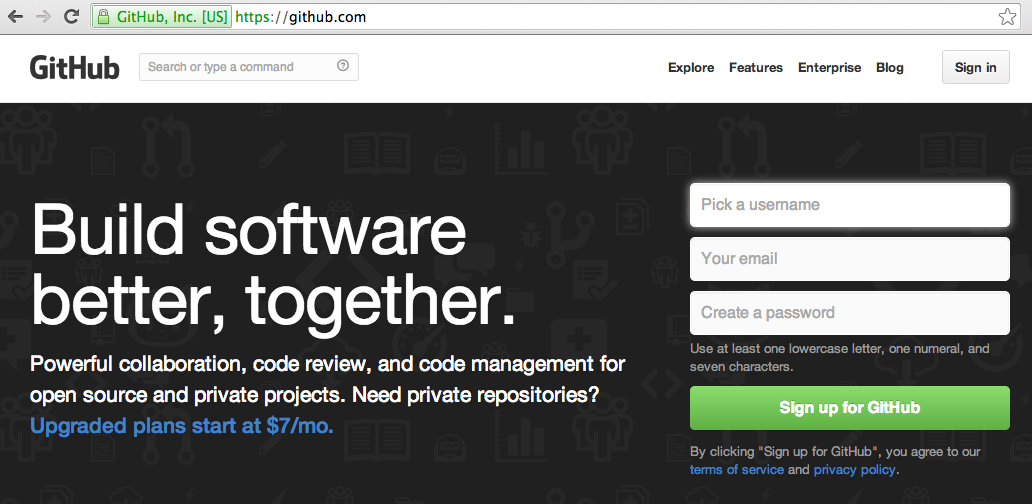 GitHub, Inc. [US] https://github.com
GitHub
Search or type a command
Explore Features Enterprise Blog Sign in
Build software
better, together.
Powerful collaboration, code review, and code management for
open source and private projects. Need private repositories?
Upgraded plans start at $7/mo.
Pick a username
Your email
Create a password
Use at least one lowercase letter, one numeral, and
seven characters.
Sign up for GitHub
By clicking "Sign up for GitHub", you agree to our
terms of service and privacy policy.